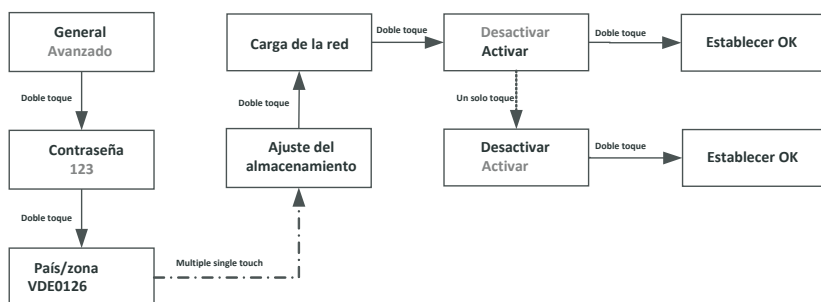 General
Avanzado
Doble toque
Contraseña
123
Doble toque
País/zona
VDE0126
Multiple single touch
Ajuste del
almacenamiento
Doble toque
Carga de la red
Doble toque
Desactivar
Activar
Doble toque
Establecer OK
Un solo toque
Desactivar
Activar
Doble toque
Establecer OK